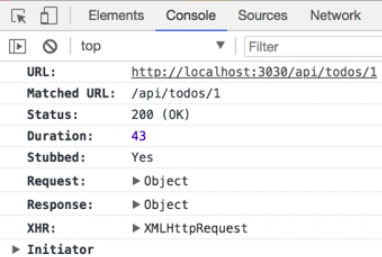 Elements Console Sources Network
top Filter
URL: http://localhost:3030/api/todos/1
Matched URL: /api/todos/1
Status: 200 (OK)
Duration: 43
Stubbed: Yes
Request: ▶Object
Response: ▶Object
XHR: ▶XMLHttpRequest
▶ Initiator